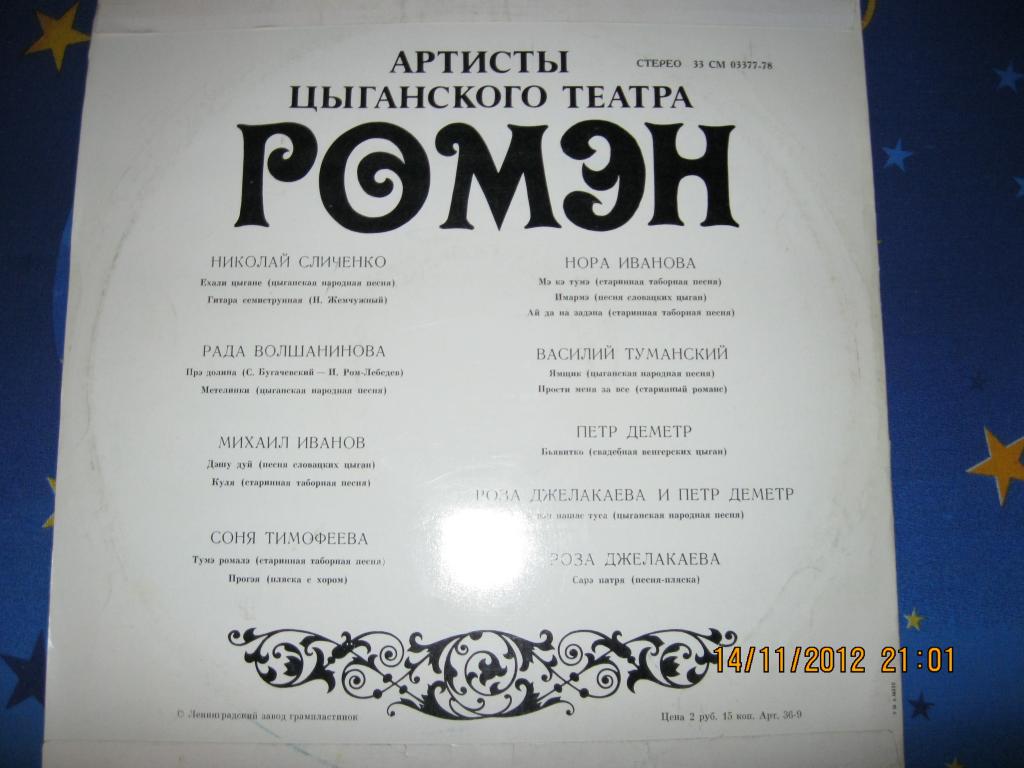 АРТИСТЫ
СТЕРЕО 33 СМ 03377-78
ЦЫГАНСКОГО ТЕАТРА
РОМЭН
НИКОЛАЙ СЛИЧЕНКО
Ехали цыгане (цыганская народная песня)
Гитара семиструнная (Н. Жемчужный)
РАДА ВОЛШАНИНОВА
Прэ долина (С. Бугачевский — И. Ром-Лебедев)
Метелинки (цыганская народная песня)
МИХАИЛ ИВАНОВ
Дэшу дуй (песня словацких цыган)
Куля (старинная таборная песня)
СОНЯ ТИМОФЕЕВА
Тумэ ромалэ (старинная таборная песня)
Прогэя (пляска с хором)
НОРА ИВАНОВА
Мэ кэ тумэ (старинная таборная песня)
Имармэ (песня словацких цыган)
Ай да на задэна (старинная таборная песня)
ВАСИЛИЙ ТУМАНСКИЙ
Ямщик (цыганская народная песня)
Прости меня за все (старинный романс)
ПЕТР ДЕМЕТР
Бьявитко (свадебная венгерских цыган)
РОЗА ДЖЕЛАКАЕВА И ПЕТР ДЕМЕТР
нашас туса (цыганская народная песня)
РОЗА ДЖЕЛАКАЕВА
Сарэ патря (песня-пляска)
© Ленинградский завод грампластинок
Цена 2 руб. 15 коп. Арт. 36-9
14/11/2012 21:01